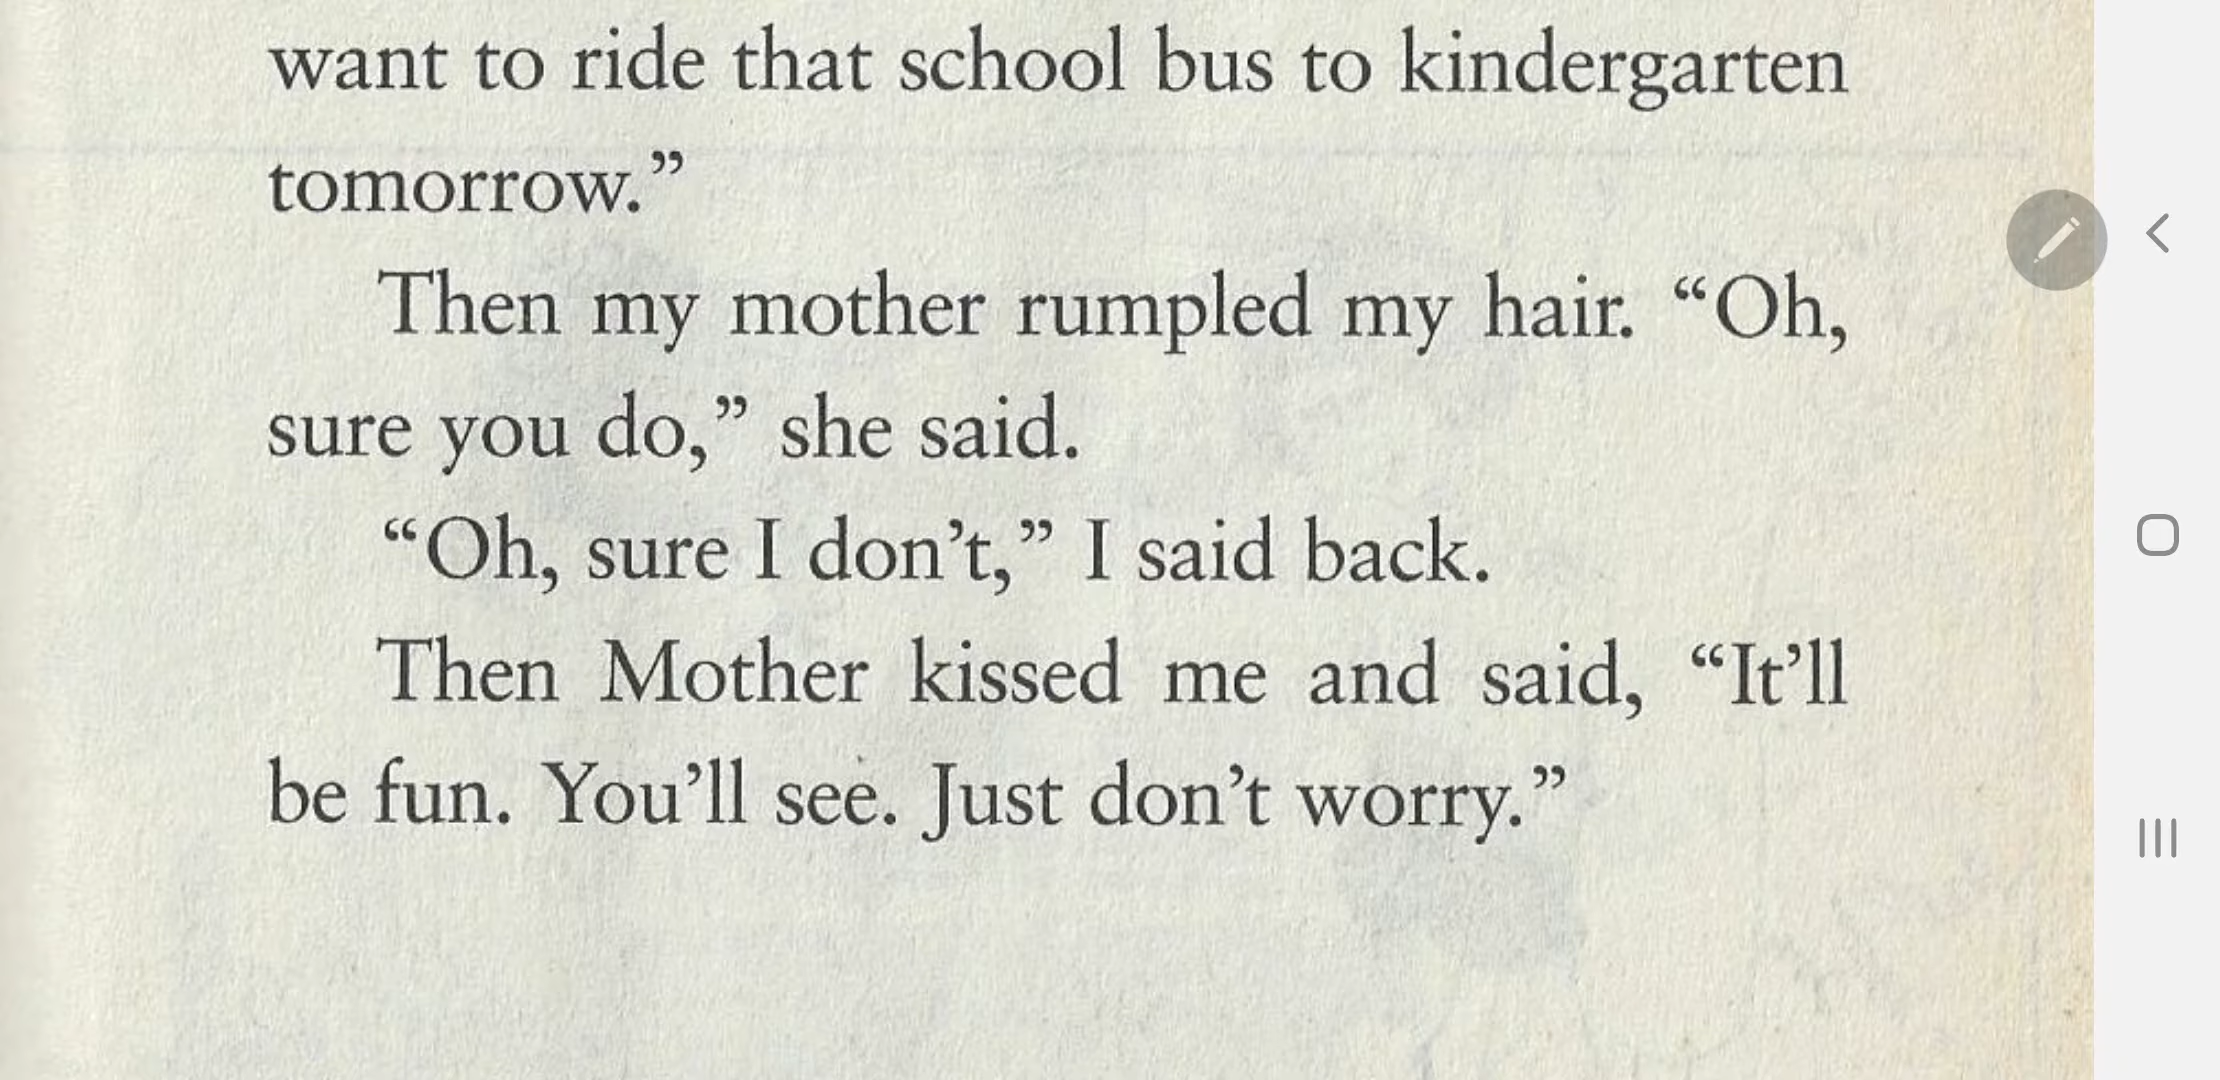 want to ride that school bus to kindergarten
tomorrow.”
Then my mother rumpled my hair. “Oh,
sure you do,” she said.
“Oh, sure I don’t,” I said back.
Then Mother kissed me and said, “It’ll
be fun. You’ll see. Just don’t worry.”